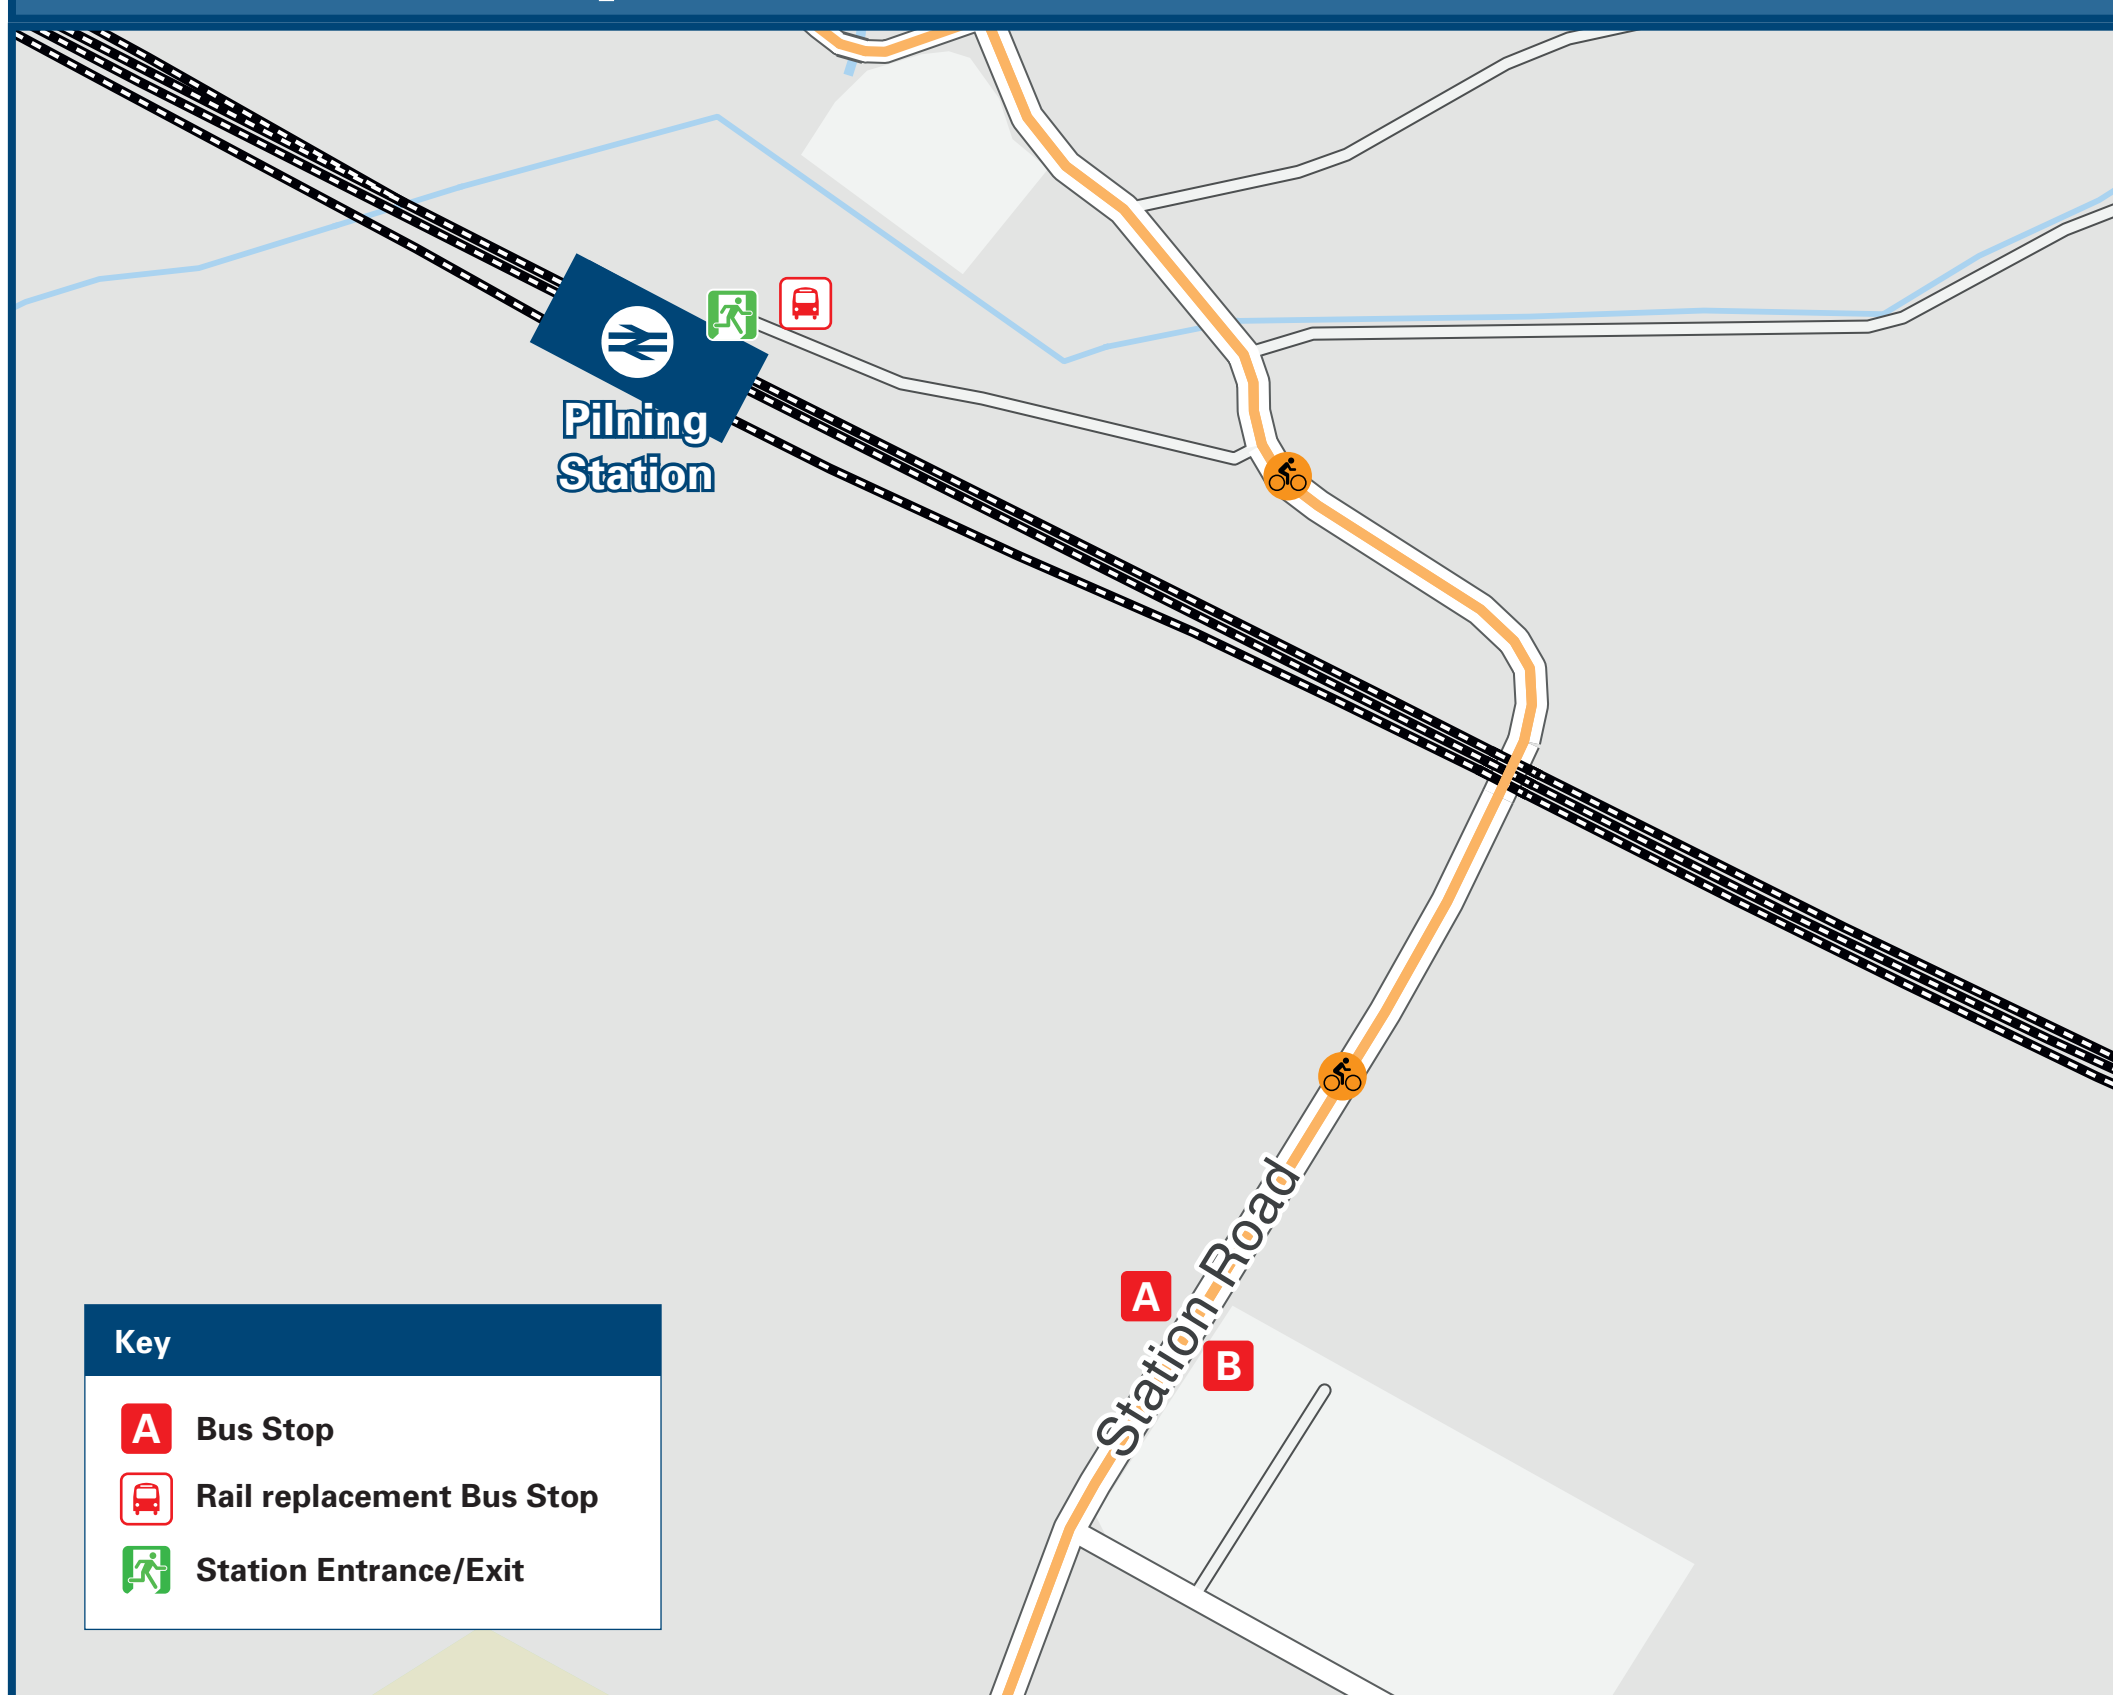 Pilning
Station
Station Road
A
B
Key
A Bus Stop
Rail replacement Bus Stop
Station Entrance/Exit